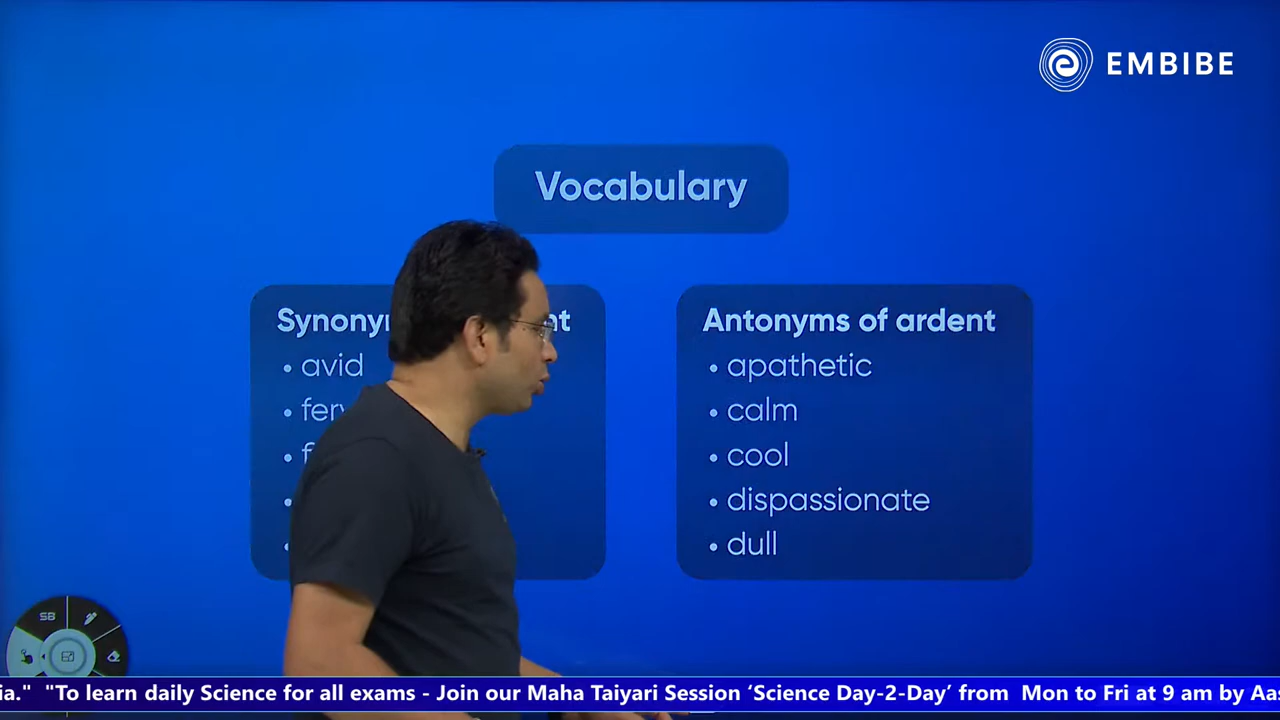 EMBIBE
Vocabulary
Antonyms of ardent
• avid
• apathetic
• calm
• cool
• dispassionate
• dull
SB
"To learn daily Science for all exams - Join our Maha Taiyari Session ‘Science Day-2-Day’ from Mon to Fri at 9 am by